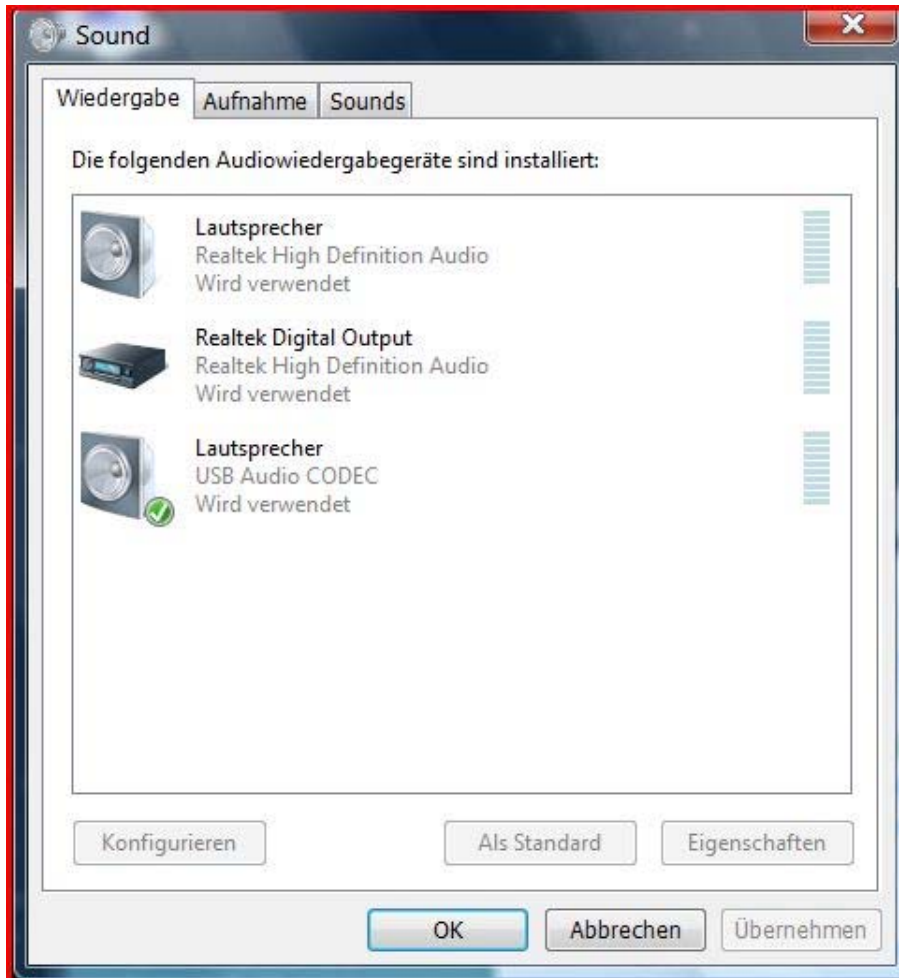 Sound
Wiedergabe Aufnahme Sounds
Die folgenden Audiowiedergabegeräte sind installiert:
Lautsprecher
Realtek High Definition Audio
Wird verwendet
Realtek Digital Output
Realtek High Definition Audio
Wird verwendet
Lautsprecher
USB Audio CODEC
Wird verwendet
Konfigurieren Als Standard Eigenschaften
OK Abbrechen Übernehmen